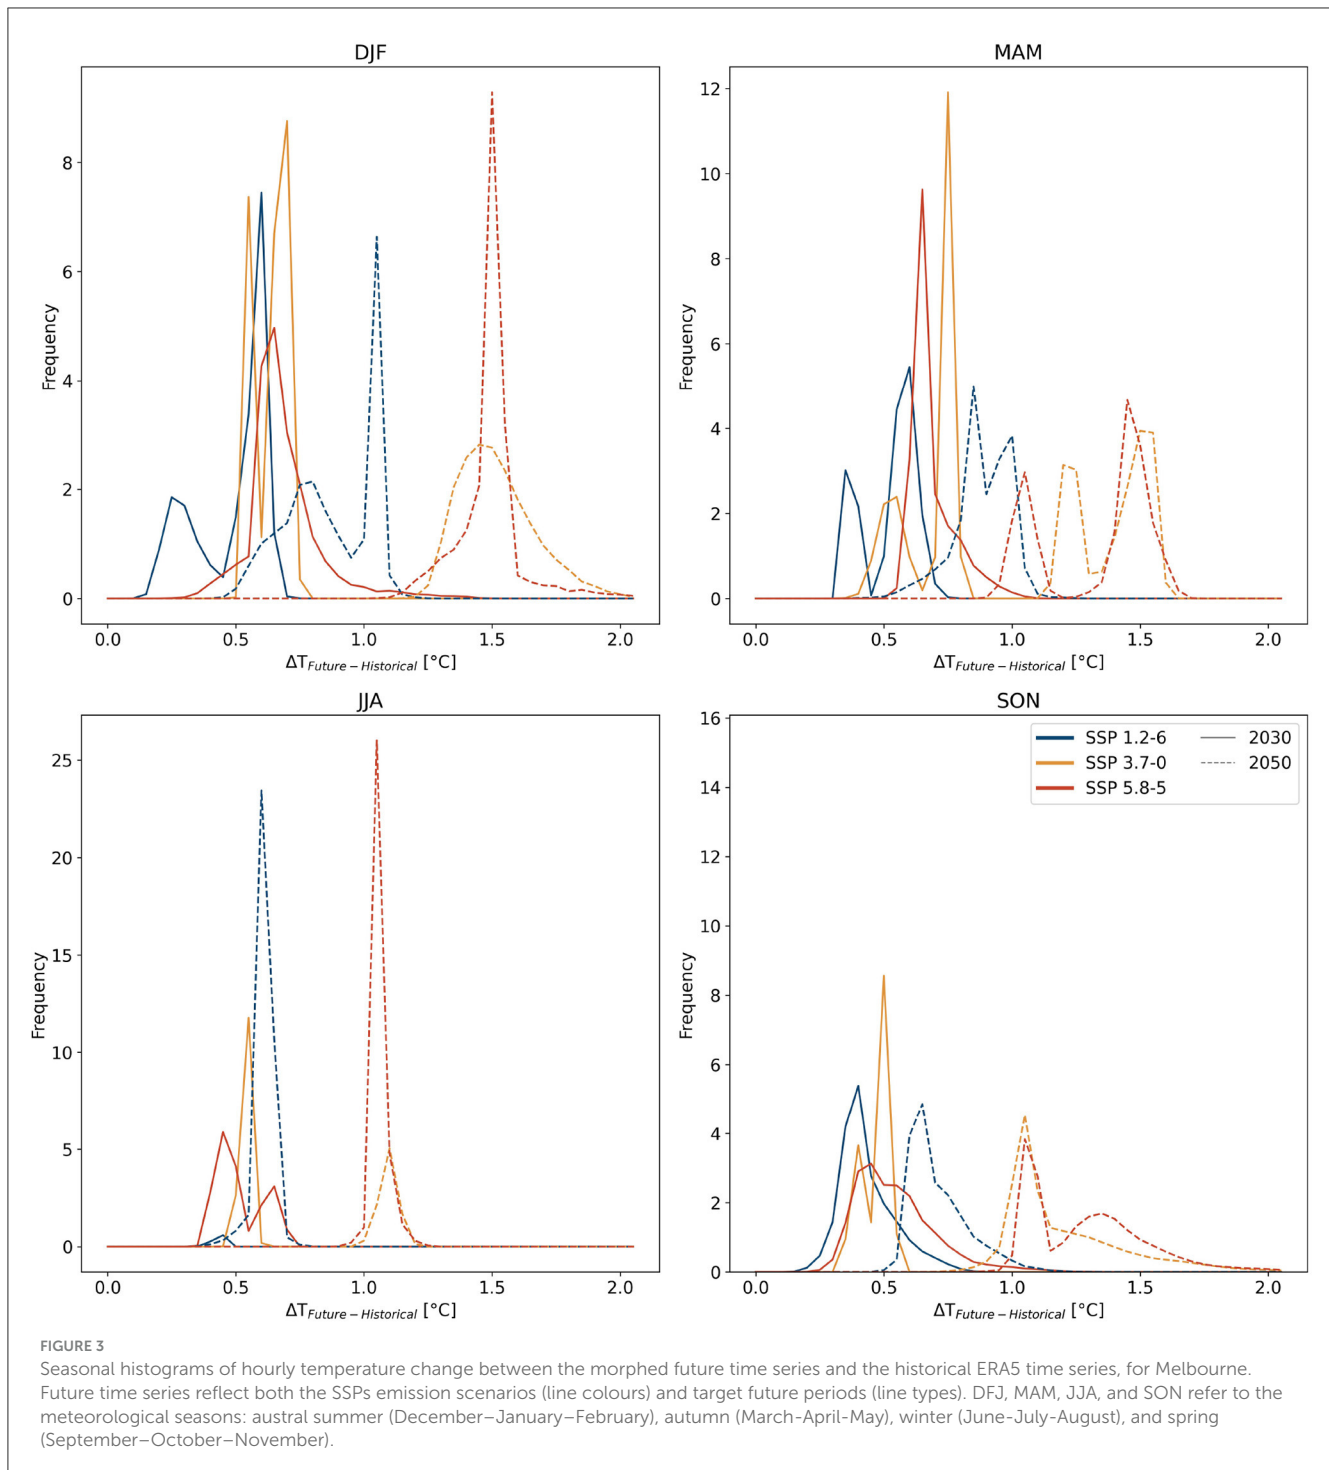 DJF
8
6
4
2
0
Frequency
0.0 0.5 1.0 1.5 2.0
ΔTFuture−Historical [°C]
MAM
12
10
8
6
4
2
0
Frequency
0.0 0.5 1.0 1.5 2.0
ΔTFuture−Historical [°C]
JJA
25
20
15
10
5
0
Frequency
0.0 0.5 1.0 1.5 2.0
ΔTFuture−Historical [°C]
SON
16
14
12
10
8
6
4
2
0
Frequency
SSP 1.2-6 2030
SSP 3.7-0 2050
SSP 5.8-5
0.0 0.5 1.0 1.5 2.0
ΔTFuture−Historical [°C]
FIGURE 3
Seasonal histograms of hourly temperature change between the morphed future time series and the historical ERA5 time series, for Melbourne.
Future time series reflect both the SSPs emission scenarios (line colours) and target future periods (line types). DFJ, MAM, JJA, and SON refer to the
meteorological seasons: austral summer (December–January–February), autumn (March-April-May), winter (June-July-August), and spring
(September–October–November).